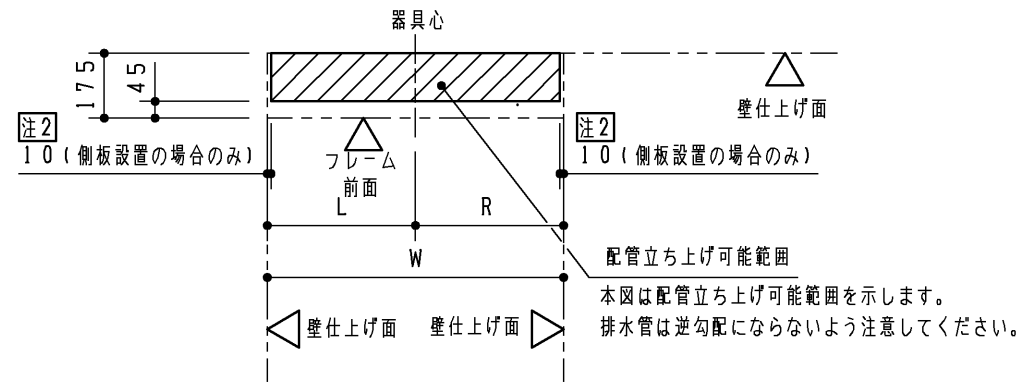 器具心
175
45
壁仕上げ面
注2
10(側板設置の場合のみ)
フレーム
前面
注2
10(側板設置の場合のみ)
L
R
W
配管立ち上げ可能範囲
本図は配管立ち上げ可能範囲を示します。
排水管は逆勾配にならないよう注意してください。
壁仕上げ面
壁仕上げ面